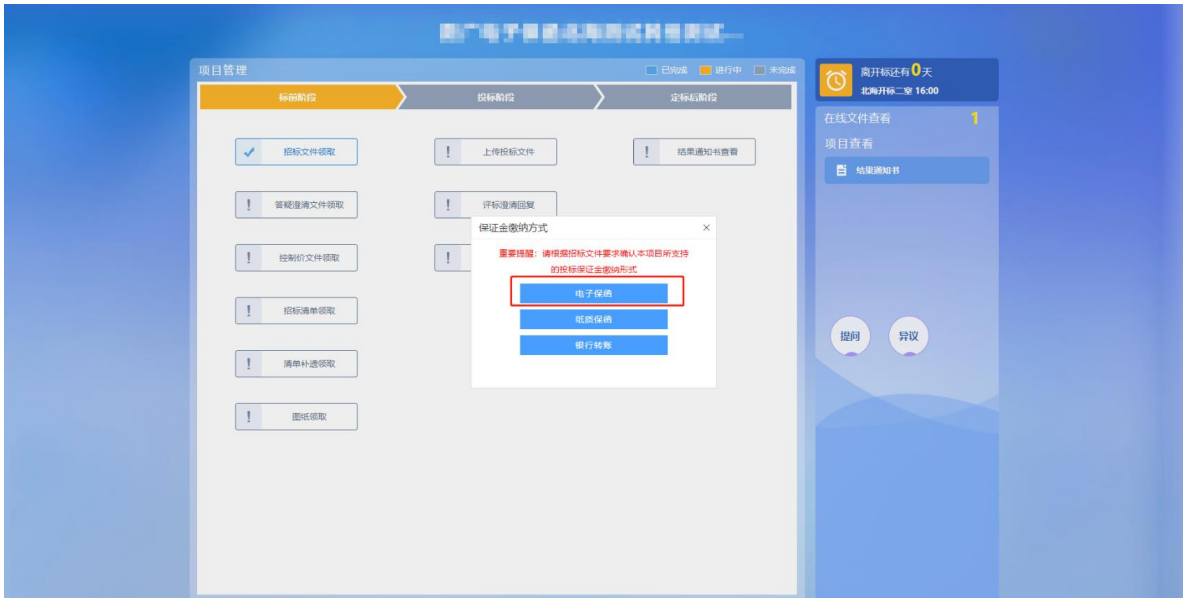 项目管理
已完成 进行中 未完成
标前阶段 投标阶段 定标后阶段
招标文件领取 上传投标文件 结果通知书查看
答疑澄清文件领取 评标澄清回复
控制价文件领取
招标清单领取
清单补遗领取
图纸领取
保证金缴纳方式
重要提醒:请根据招标文件要求确认本项目所支持
的投标保证金缴纳形式
电子保函
纸质保函
银行转账
离开标还有0天
北海开标二室 16:00
在线文件查看 1
项目查看
结果通知书
提问 异议